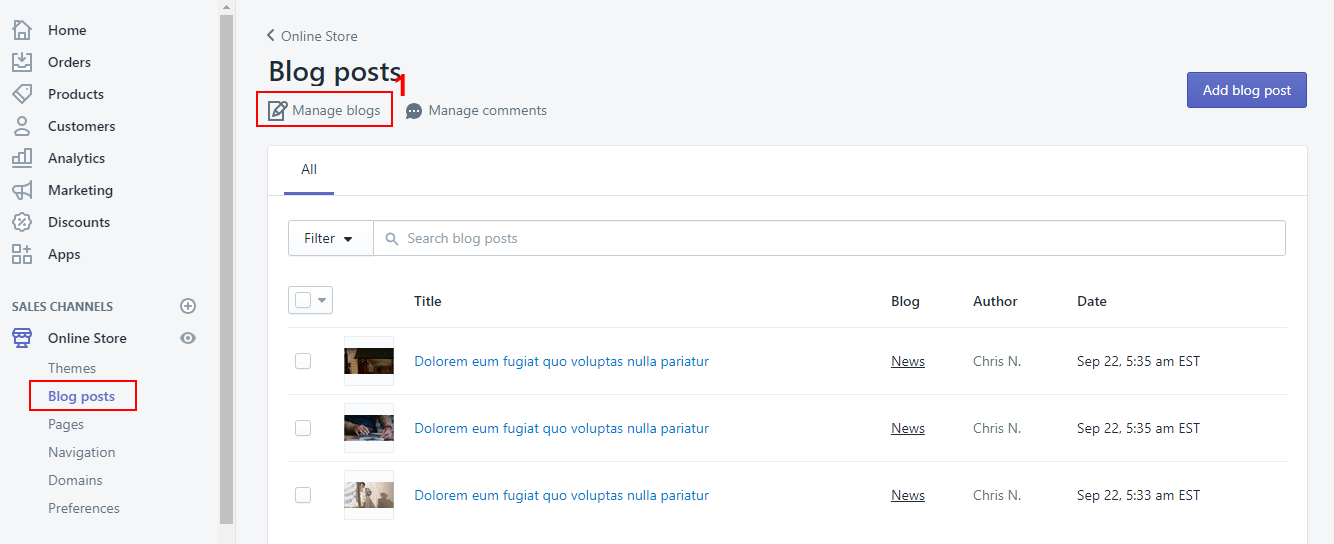 Home
Orders
Products
Customers
Analytics
Marketing
Discounts
Apps
SALES CHANNELS
Online Store
Themes
Blog posts
Pages
Navigation
Domains
Preferences
Online Store
Blog posts
1
Manage blogs Manage comments
Add blog post
All
Filter Search blog posts
Title Blog Author Date
Dolorem eum fugiat quo voluptas nulla pariatur News Chris N. Sep 22, 5:35 am EST
Dolorem eum fugiat quo voluptas nulla pariatur News Chris N. Sep 22, 5:35 am EST
Dolorem eum fugiat quo voluptas nulla pariatur News Chris N. Sep 22, 5:33 am EST